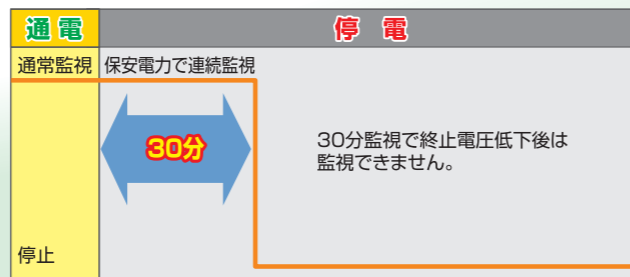 通電
停電
通常監視
保安電力で連続監視
30分
30分監視で終止電圧低下後は
監視できません。
停止